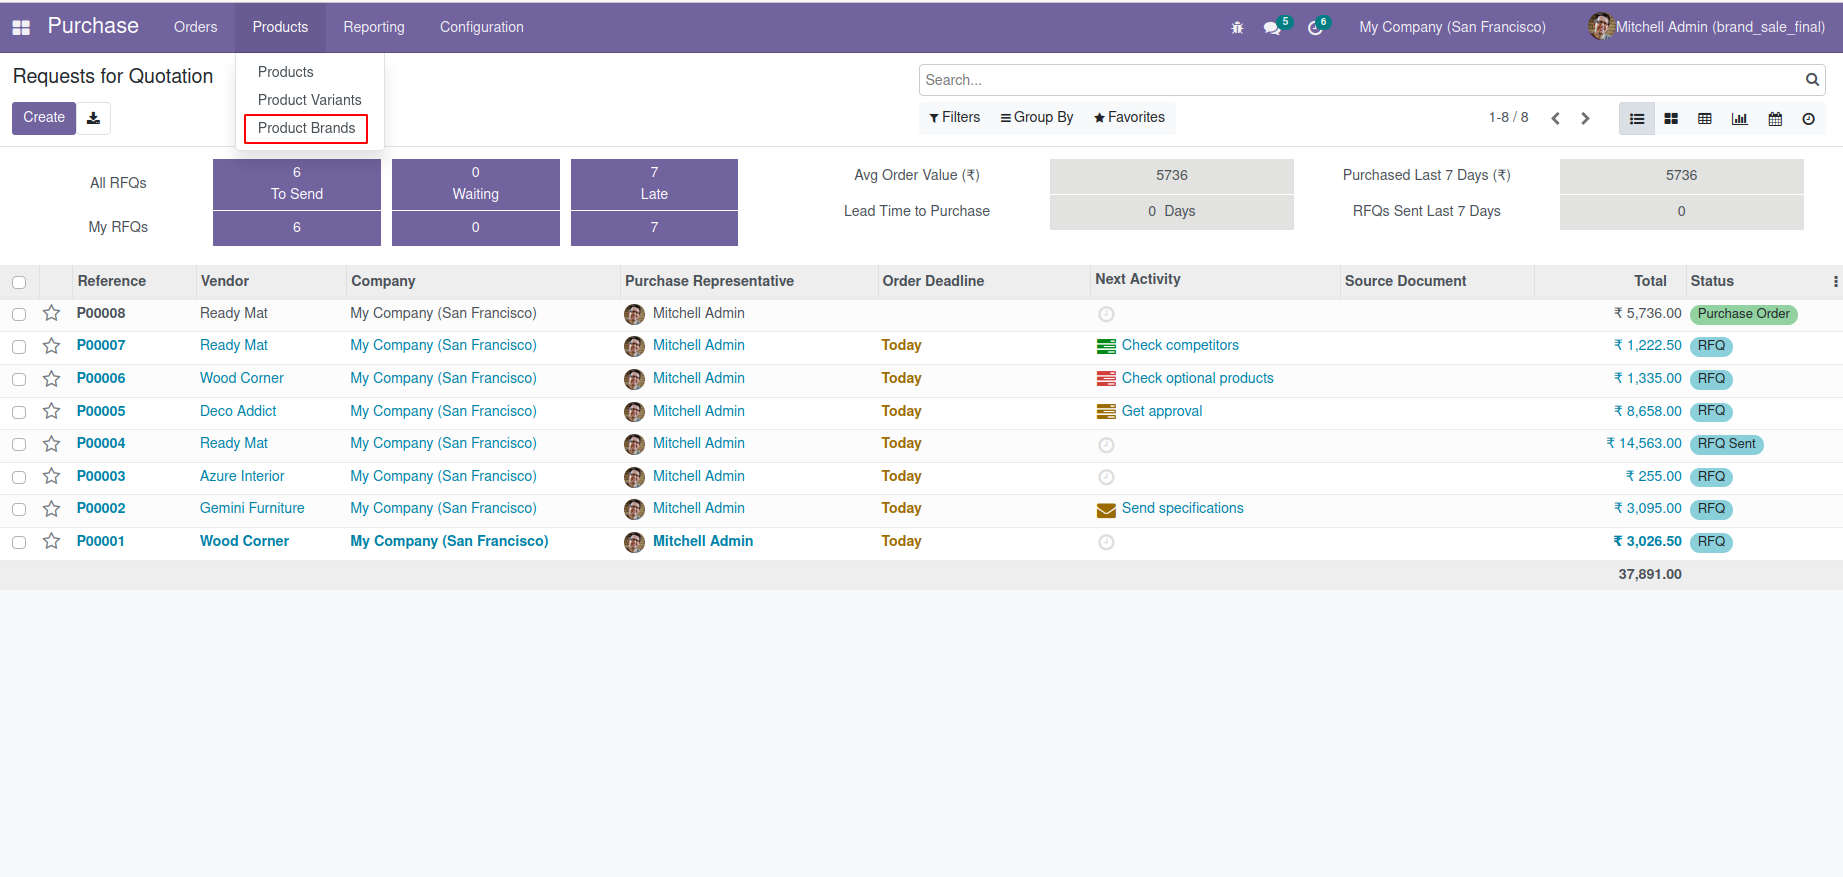 Purchase Orders Products Reporting Configuration 5 6 My Company (San Francisco) Mitchell Admin (brand_sale_final)
Requests for Quotation
Products
Product Variants
Product Brands
Search...
Create
Filters Group By Favorites 1-8 / 8
All RFQs 6 To Send 0 Waiting 7 Late
My RFQs 6 0 7
Avg Order Value (₹) 5736 Purchased Last 7 Days (₹) 5736
Lead Time to Purchase 0 Days RFQs Sent Last 7 Days 0
Reference Vendor Company Purchase Representative Order Deadline Next Activity Source Document Total Status
P00008 Ready Mat My Company (San Francisco) Mitchell Admin ₹ 5,736.00 Purchase Order
P00007 Ready Mat My Company (San Francisco) Mitchell Admin Today Check competitors ₹ 1,222.50 RFQ
P00006 Wood Corner My Company (San Francisco) Mitchell Admin Today Check optional products ₹ 1,335.00 RFQ
P00005 Deco Addict My Company (San Francisco) Mitchell Admin Today Get approval ₹ 8,658.00 RFQ
P00004 Ready Mat My Company (San Francisco) Mitchell Admin Today ₹ 14,563.00 RFQ Sent
P00003 Azure Interior My Company (San Francisco) Mitchell Admin Today ₹ 255.00 RFQ
P00002 Gemini Furniture My Company (San Francisco) Mitchell Admin Today Send specifications ₹ 3,095.00 RFQ
P00001 Wood Corner My Company (San Francisco) Mitchell Admin Today ₹ 3,026.50 RFQ
37,891.00